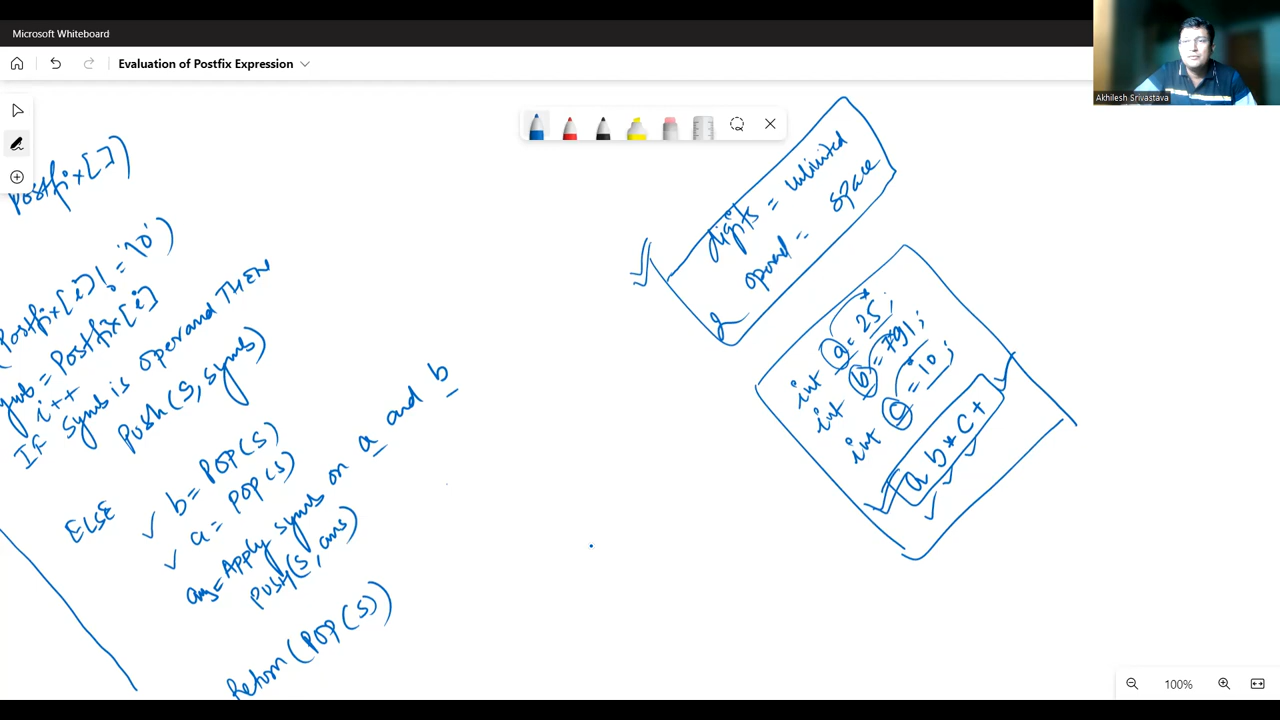 Microsoft Whiteboard
Evaluation of Postfix Expression
Akhilesh Srivastava
Postfix[])
(Postfix[i]!='\0')
symb = Postfix[i]
i++
IF symb is operand THEN
Push(S, symb)
ELSE
b = POP(S)
a = POP(S)
ans = Apply symb on a and b
push(S, ans)
Return(POP(S))
digits = unlimited
space
int a = 25;
int b = 791;
int c = 10;
a b * c +
100%